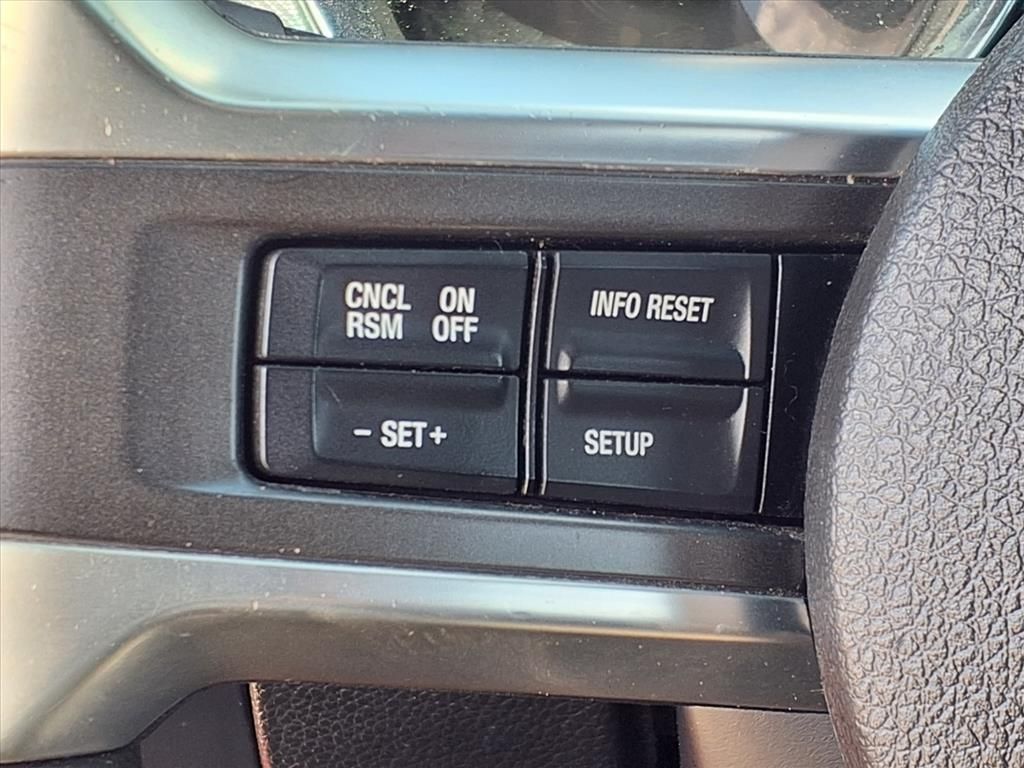 CNCL ON
RSM OFF
INFO RESET
- SET +
SETUP